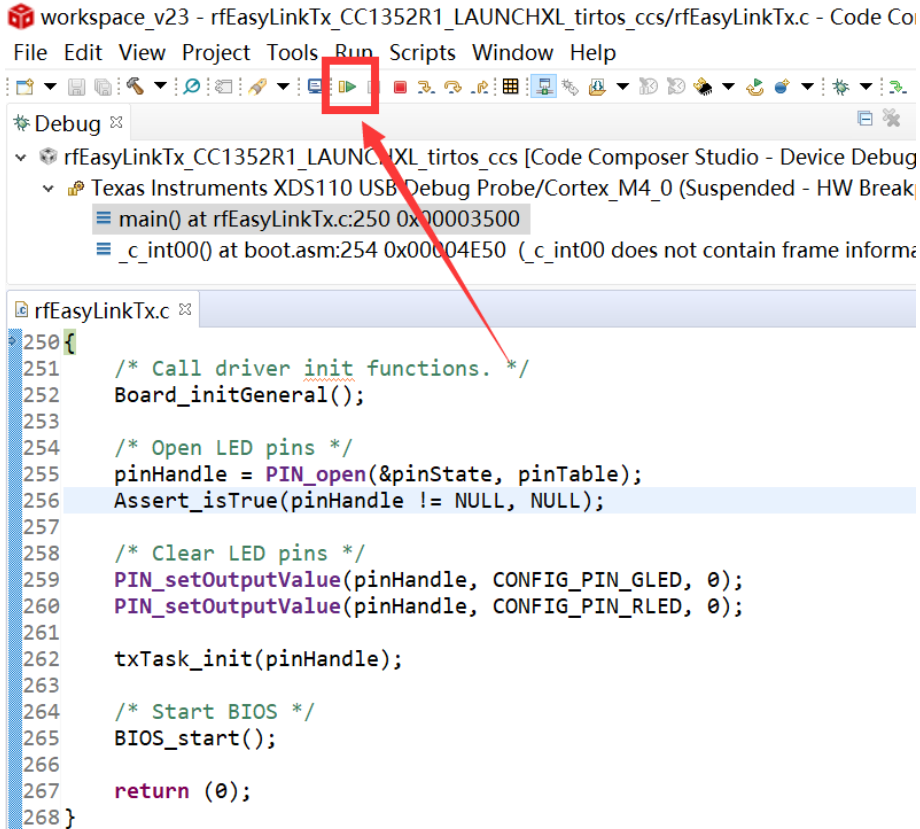 workspace_v23 - rfEasyLinkTx_CC1352R1_LAUNCHXL_tirtos_ccs/rfEasyLinkTx.c - Code Co
File Edit View Project Tools Run Scripts Window Help
Debug
rfEasyLinkTx_CC1352R1_LAUNCHXL_tirtos_ccs [Code Composer Studio - Device Debug
Texas Instruments XDS110 USB Debug Probe/Cortex_M4_0 (Suspended - HW Break
main() at rfEasyLinkTx.c:250 0x00003500
_c_int00() at boot.asm:254 0x00004E50 (_c_int00 does not contain frame informa
rfEasyLinkTx.c
250 {
251 /* Call driver init functions. */
252 Board_initGeneral();
253
254 /* Open LED pins */
255 pinHandle = PIN_open(&pinState, pinTable);
256 Assert_isTrue(pinHandle != NULL, NULL);
257
258 /* Clear LED pins */
259 PIN_setOutputValue(pinHandle, CONFIG_PIN_GLED, 0);
260 PIN_setOutputValue(pinHandle, CONFIG_PIN_RLED, 0);
261
262 txTask_init(pinHandle);
263
264 /* Start BIOS */
265 BIOS_start();
266
267 return (0);
268 }